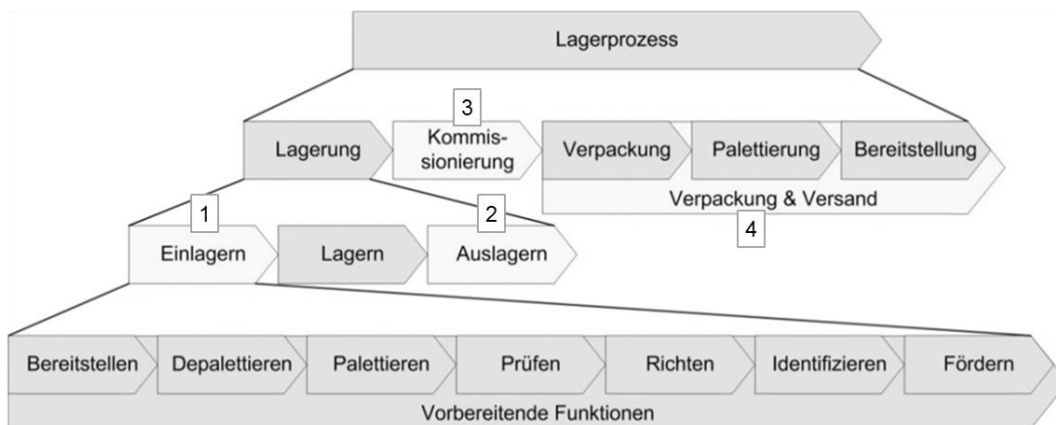 Lagerprozess
3
Lagerung
Kommis-
sionierung
Verpackung
Palettierung
Bereitstellung
Verpackung & Versand
1
2
4
Einlagern
Lagern
Auslagern
Bereitstellen
Depalettieren
Palettieren
Prüfen
Richten
Identifizieren
Fördern
Vorbereitende Funktionen